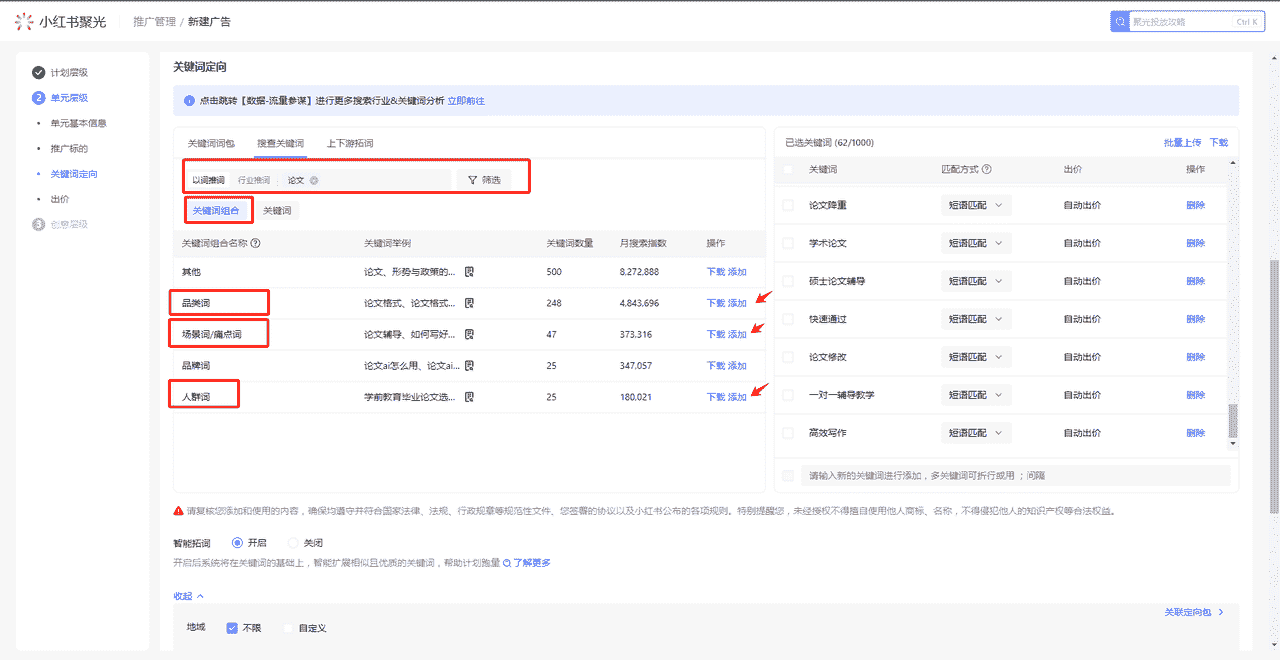 小红书聚光
推广管理 / 新建广告
聚光投放攻略 Ctrl K
计划层级
2 单元层级
单元基本信息
推广标的
关键词定向
出价
3 创意层级
关键词定向
点击跳转【数据-流量参谋】进行更多搜索行业&关键词分析 立即前往
关键词词包 搜查关键词 上下游拓词
以词推词 行业推词 论文 筛选
关键词组合 关键词
关键词组合名称 关键词举例 关键词数量 月搜索指数 操作
其他 论文、形势与政策的... 500 8,272,888 下载 添加
品类词 论文格式、论文格式... 248 4,843,696 下载 添加
场景词/痛点词 论文辅导、如何写好... 47 373,316 下载 添加
品牌词 论文ai怎么用、论文ai... 25 347,057 下载 添加
人群词 学前教育毕业论文选... 25 180,021 下载 添加
已选关键词 (62/1000) 批量上传 下载
关键词 匹配方式 出价 操作
论文降重 短语匹配 自动出价 删除
学术论文 短语匹配 自动出价 删除
硕士论文辅导 短语匹配 自动出价 删除
快速通过 短语匹配 自动出价 删除
论文修改 短语匹配 自动出价 删除
一对一辅导教学 短语匹配 自动出价 删除
高效写作 短语匹配 自动出价 删除
请输入新的关键词进行添加，多关键词可折行或用 ；间隔
请复核您添加和使用的内容，确保均遵守并符合国家法律、法规、行政规章等规范性文件、您签署的协议以及小红书公布的各项规则。特别提醒您，未经授权不得擅自使用他人商标、名称，不得侵犯他人的知识产权等合法权益。
智能拓词 开启 关闭
开启后系统将在关键词的基础上，智能扩展相似且优质的关键词，帮助计划跑量 了解更多
收起
关联定向包
地域 不限 自定义